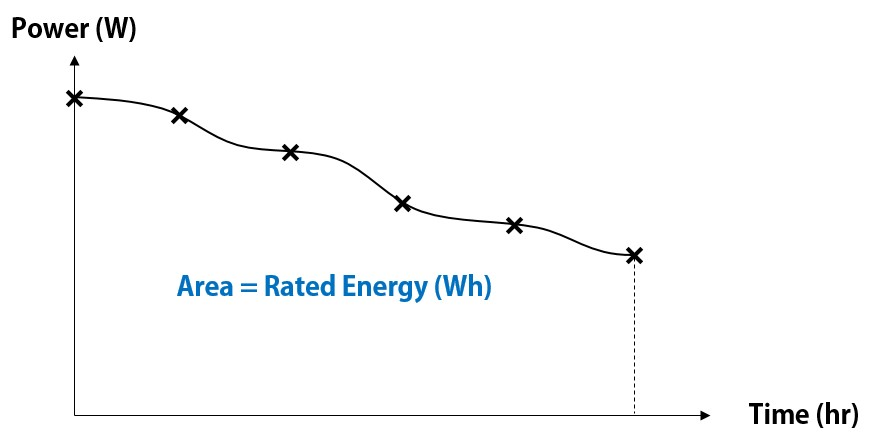 Power (W)
Area = Rated Energy (Wh)
Time (hr)